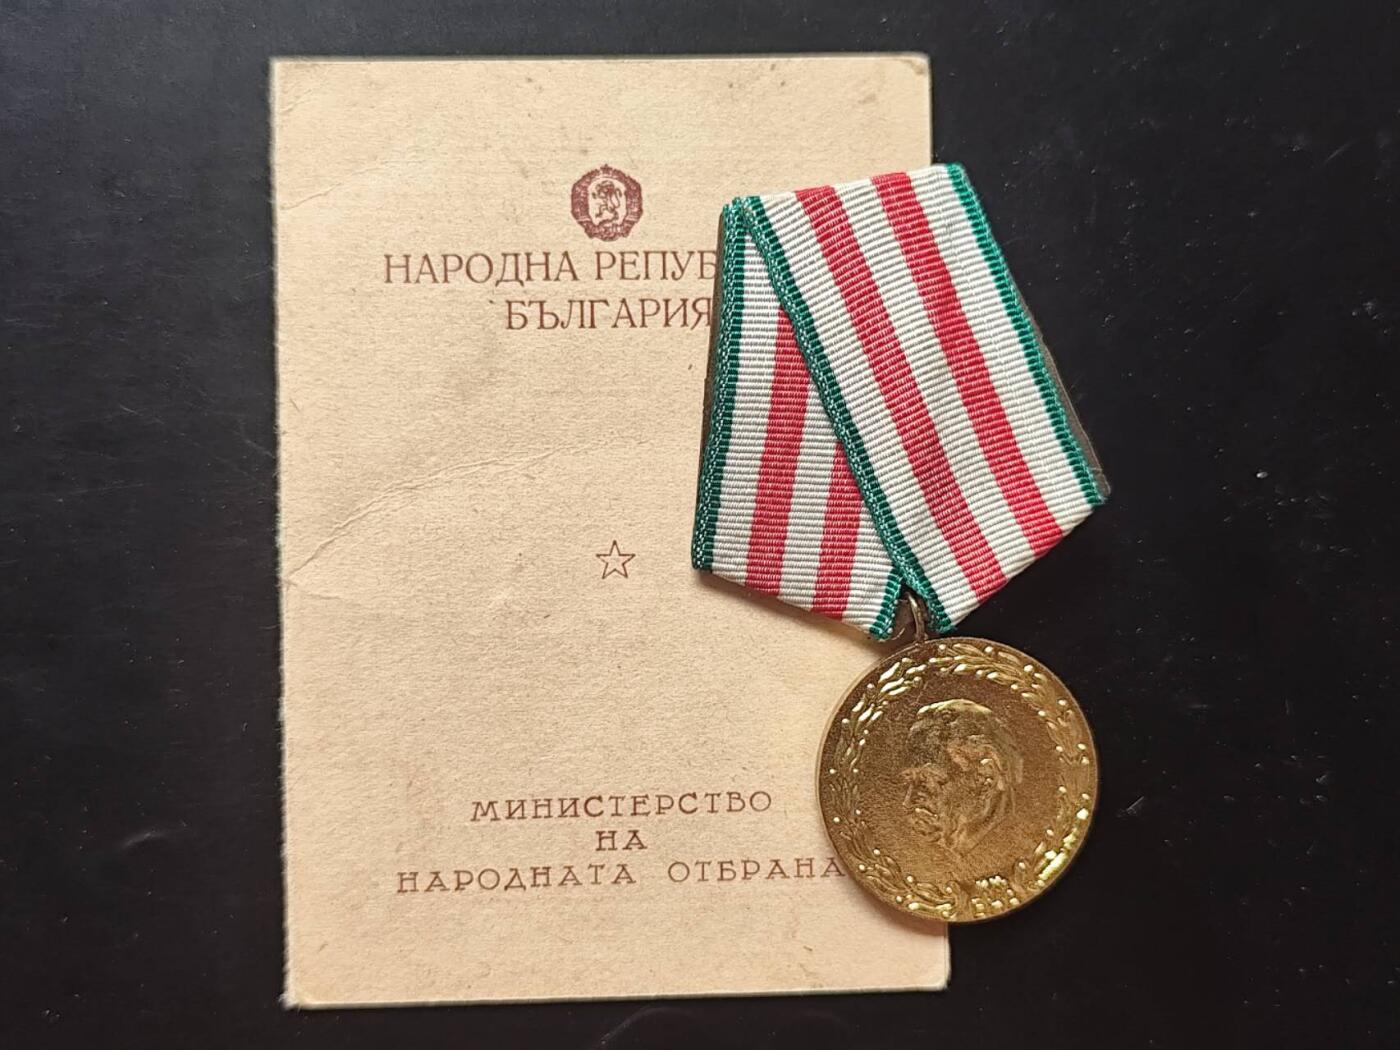 НАРОДНА РЕПУБ
БЪЛГАРИЯ
МИНИСТЕРСТВО
НА
НАРОДНАТА ОТБРАНА